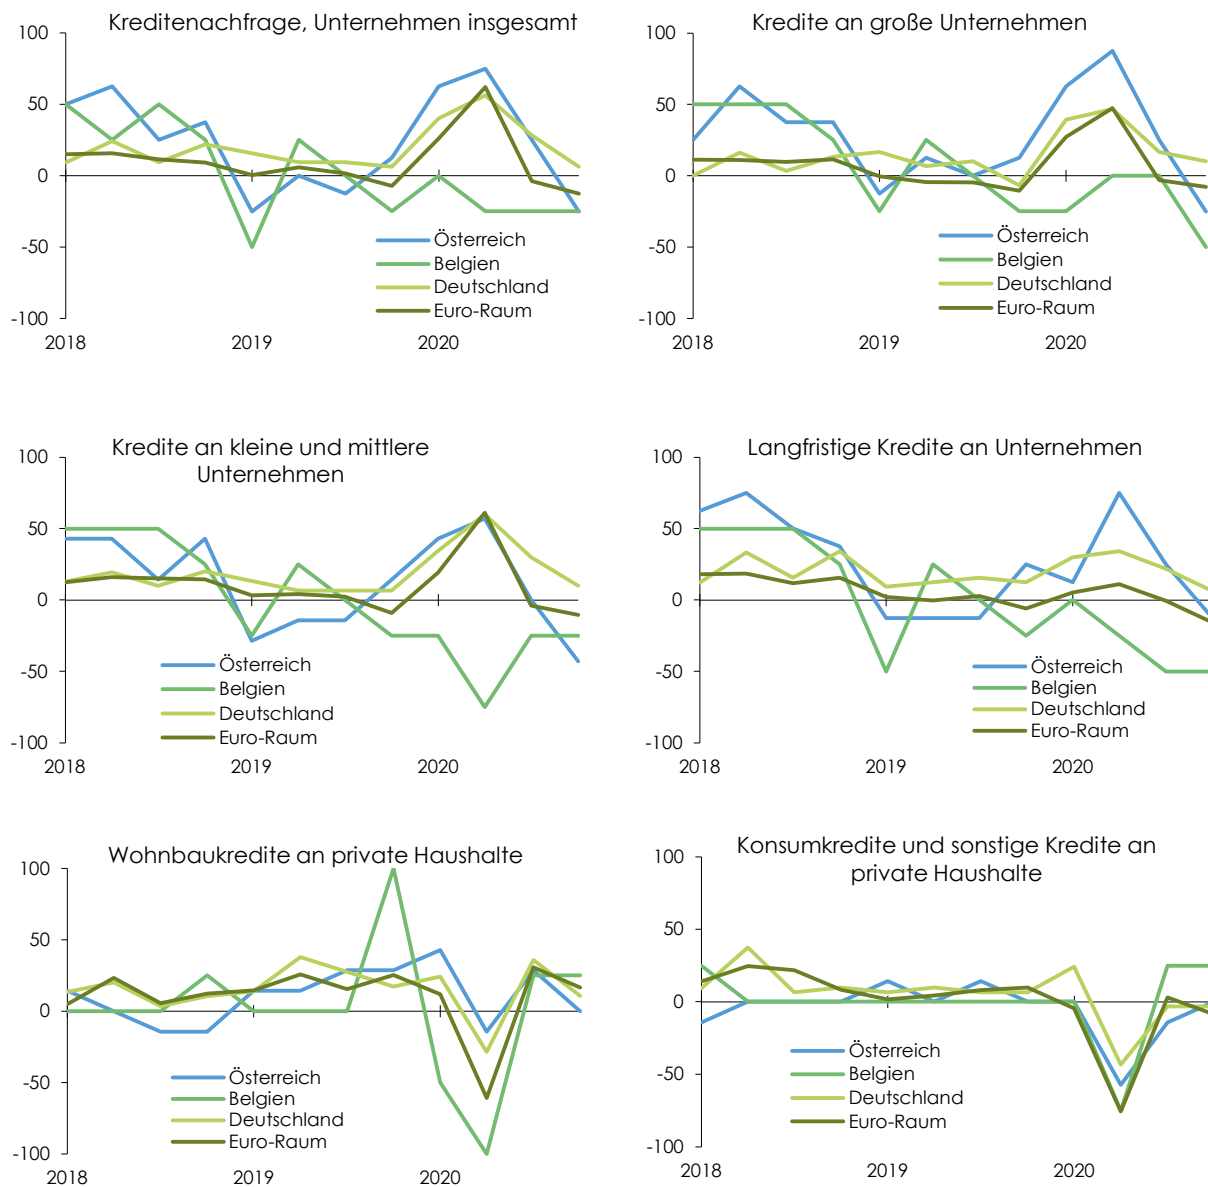 Kreditenachfrage, Unternehmen insgesamt
100
50
0
-50
-100
2018
2019
2020
Österreich
Belgien
Deutschland
Euro-Raum
Kredite an große Unternehmen
100
50
0
-50
-100
2018
2019
2020
Österreich
Belgien
Deutschland
Euro-Raum
Kredite an kleine und mittlere
Unternehmen
100
50
0
-50
-100
2018
2019
2020
Österreich
Belgien
Deutschland
Euro-Raum
Langfristige Kredite an Unternehmen
100
50
0
-50
-100
2018
2019
2020
Österreich
Belgien
Deutschland
Euro-Raum
Wohnbaukredite an private Haushalte
100
50
0
-50
-100
2018
2019
2020
Österreich
Belgien
Deutschland
Euro-Raum
Konsumkredite und sonstige Kredite an
private Haushalte
100
50
0
-50
-100
2018
2019
2020
Österreich
Belgien
Deutschland
Euro-Raum